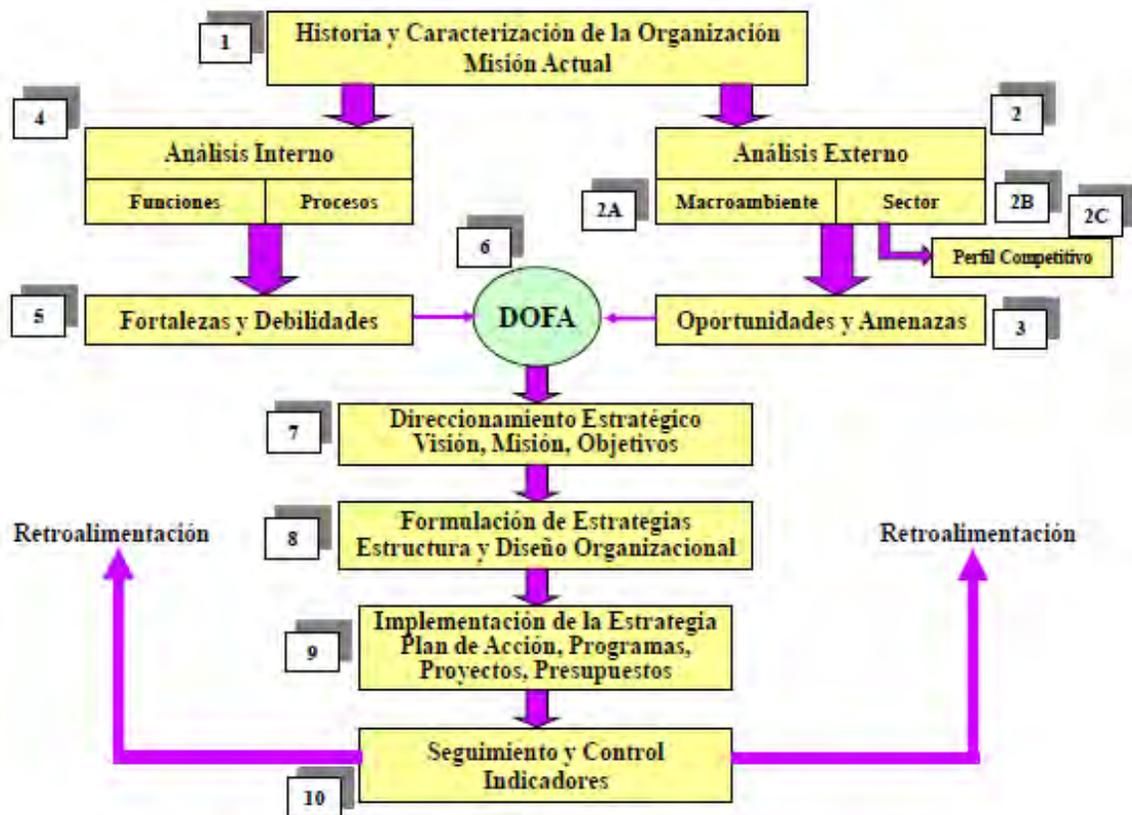 1
Historia y Caracterización de la Organización
Misión Actual
4
Análisis Interno
Funciones
Procesos
2
Análisis Externo
2A
Macroambiente
Sector
2B
2C
Perfil Competitivo
6
5
Fortalezas y Debilidades
DOFA
Oportunidades y Amenazas
3
7
Direccionamiento Estratégico
Visión, Misión, Objetivos
8
Formulación de Estrategias
Estructura y Diseño Organizacional
Retroalimentación
Retroalimentación
9
Implementación de la Estrategia
Plan de Acción, Programas,
Proyectos, Presupuestos
10
Seguimiento y Control
Indicadores